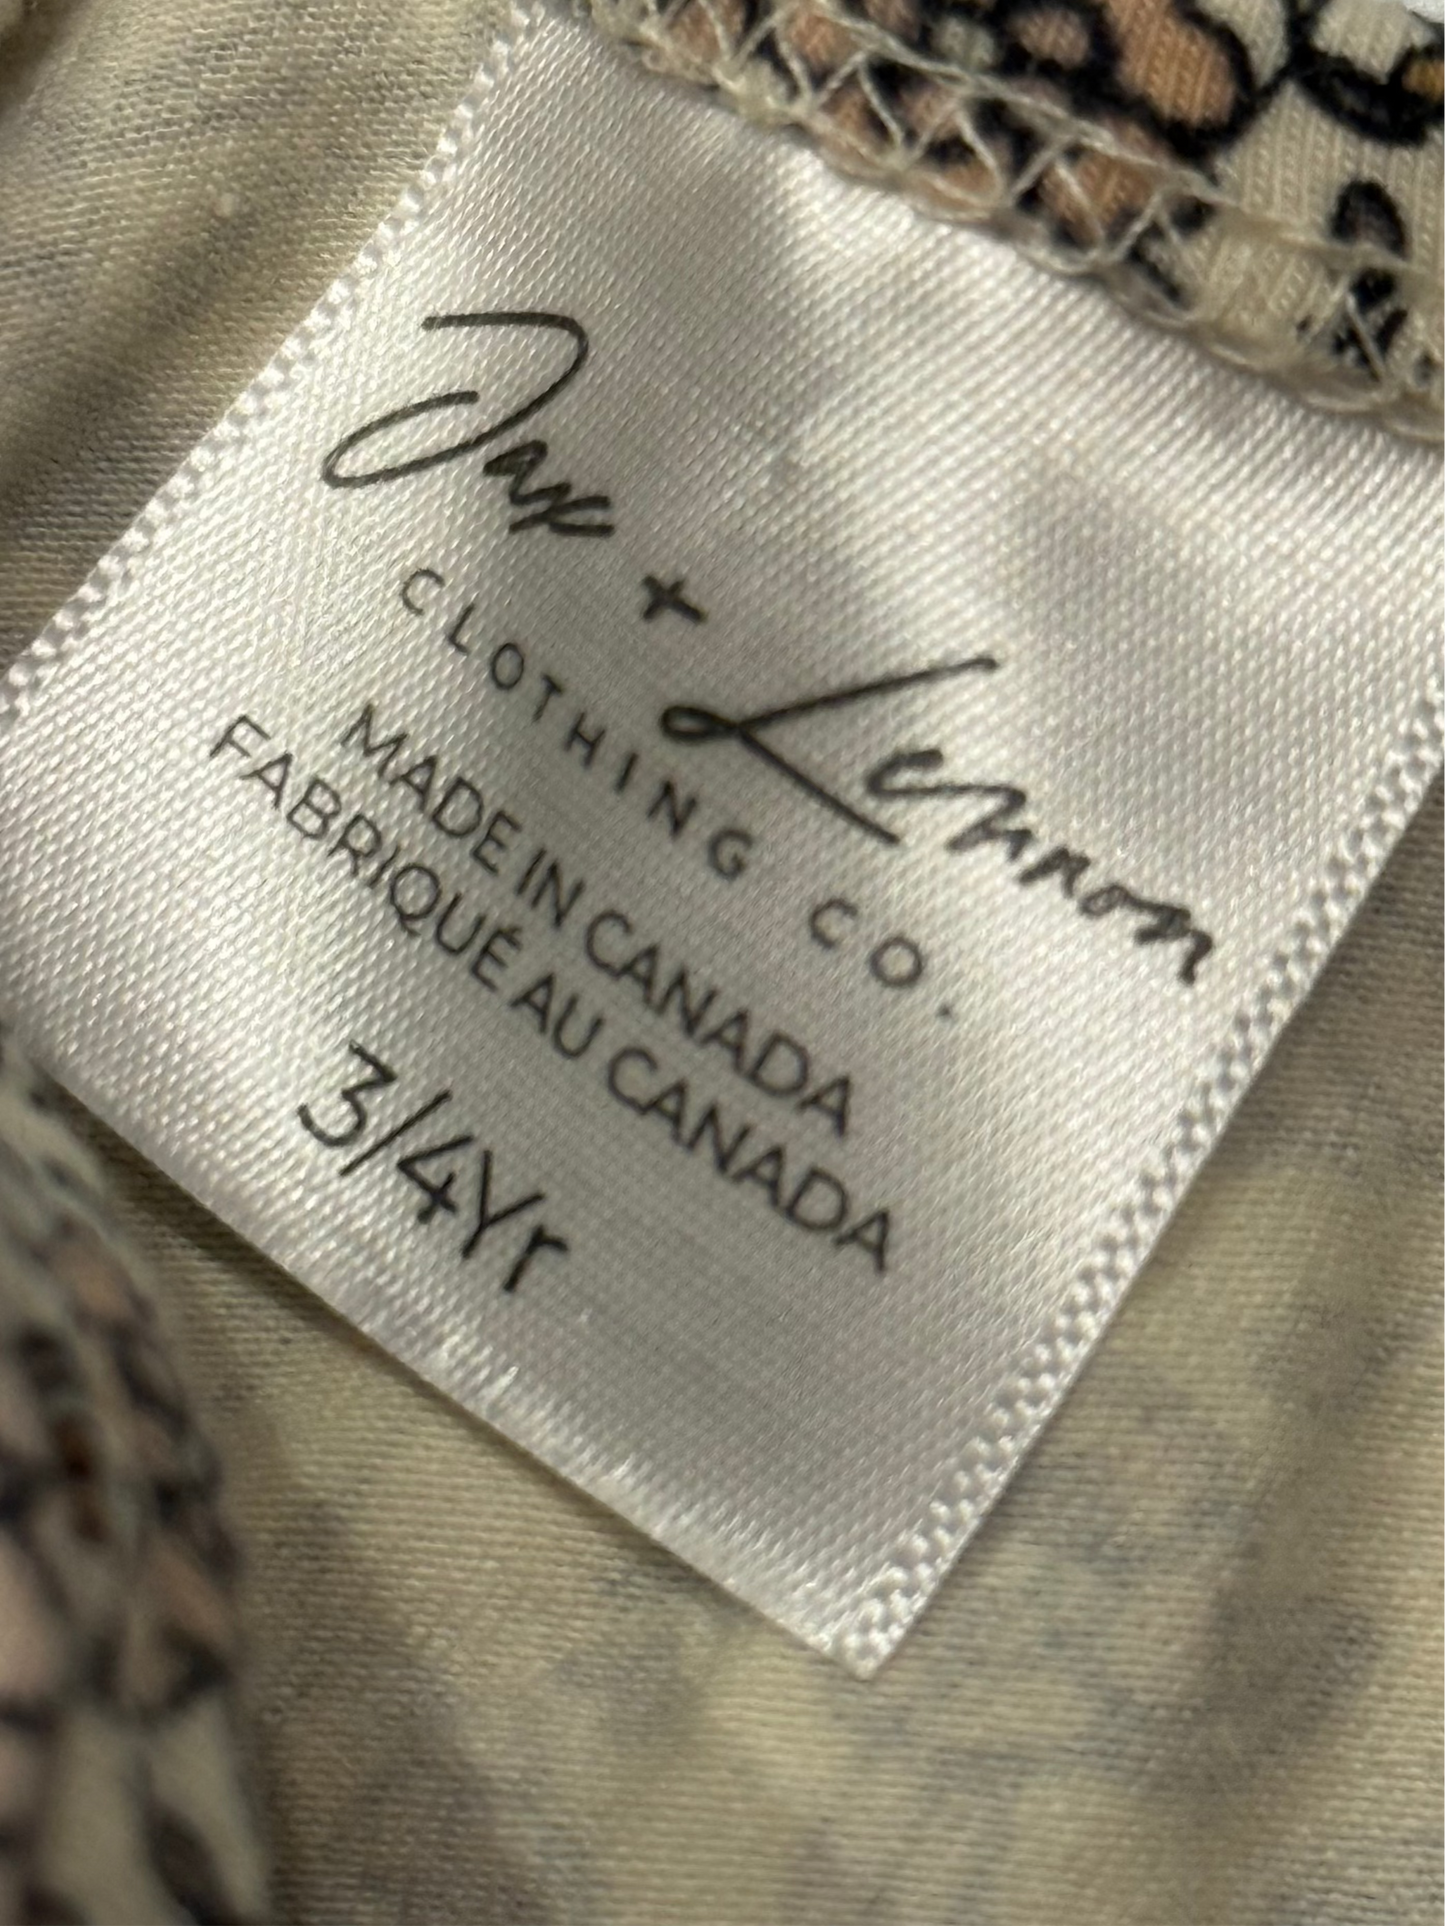 Jax + Lennon
CLOTHING CO.
MADE IN CANADA
FABRIQUÉ AU CANADA
3/4Yr